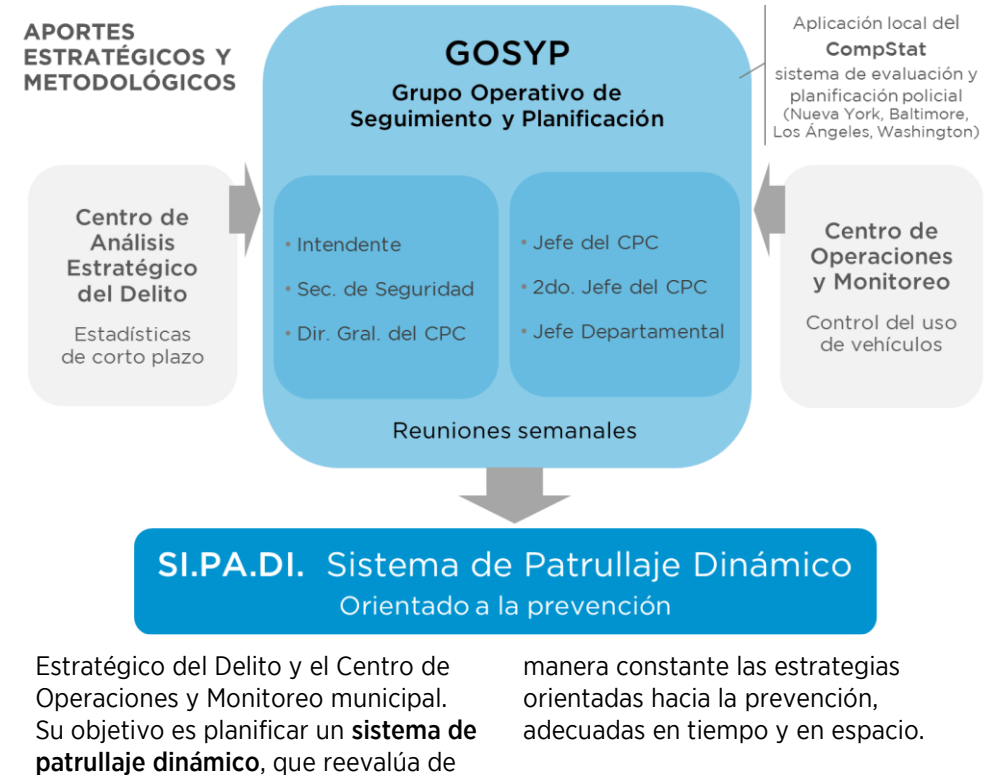 APORTES
ESTRATÉGICOS Y
METODOLÓGICOS
GOSYP
Grupo Operativo de
Seguimiento y Planificación
Aplicación local del
CompStat
sistema de evaluación y
planificación policial
(Nueva York, Baltimore,
Los Ángeles, Washington)
Centro de
Análisis
Estratégico
del Delito
Estadísticas
de corto plazo
• Intendente
• Sec. de Seguridad
• Dir. Gral. del CPC
• Jefe del CPC
• 2do. Jefe del CPC
• Jefe Departamental
Centro de
Operaciones
y Monitoreo
Control del uso
de vehículos
Reuniones semanales
SI.PA.DI. Sistema de Patrullaje Dinámico
Orientado a la prevención
Estratégico del Delito y el Centro de
Operaciones y Monitoreo municipal.
Su objetivo es planificar un sistema de
patrullaje dinámico, que reevalúa de
manera constante las estrategias
orientadas hacia la prevención,
adecuadas en tiempo y en espacio.